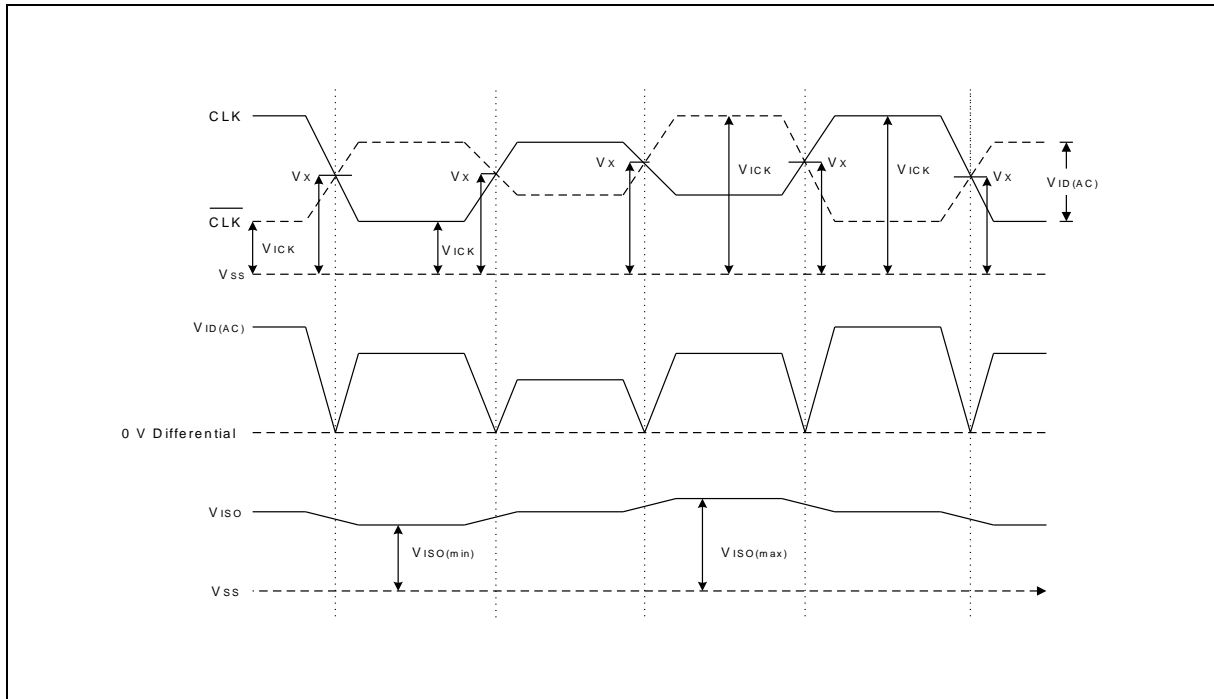 CLK
VX
VX
VX
VICK
VX
VICK
VX
VID(AC)
CLK
VICK
VICK
VSS
VID(AC)
0 V Differential
VISO
VISO(min)
VISO(max)
VSS